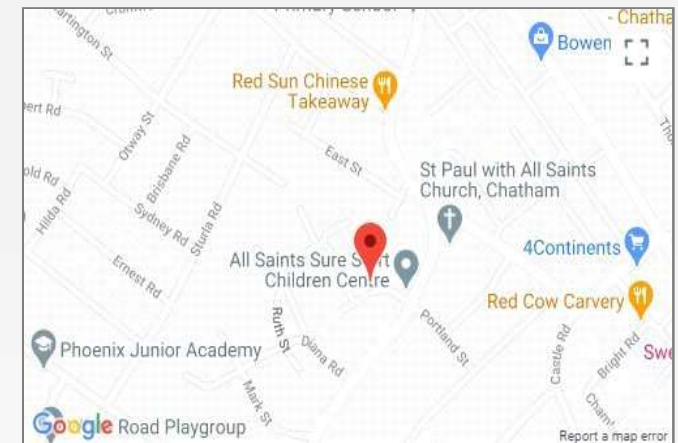 - Chatha
Bowen
Red Sun Chinese
Takeaway
Otway St
Brisbane Rd
East St
St Paul with All Saints
Church, Chatham
Hilda Rd
Sydney Rd
Sturla Rd
4Continents
All Saints Sure Start
Children Centre
Ernest Rd
Red Cow Carvery
Ruth St
Portland St
Castle Rd
Bright Rd
Swe
Phoenix Junior Academy
Diana Rd
Mark St
Google
Road Playgroup
Report a map error